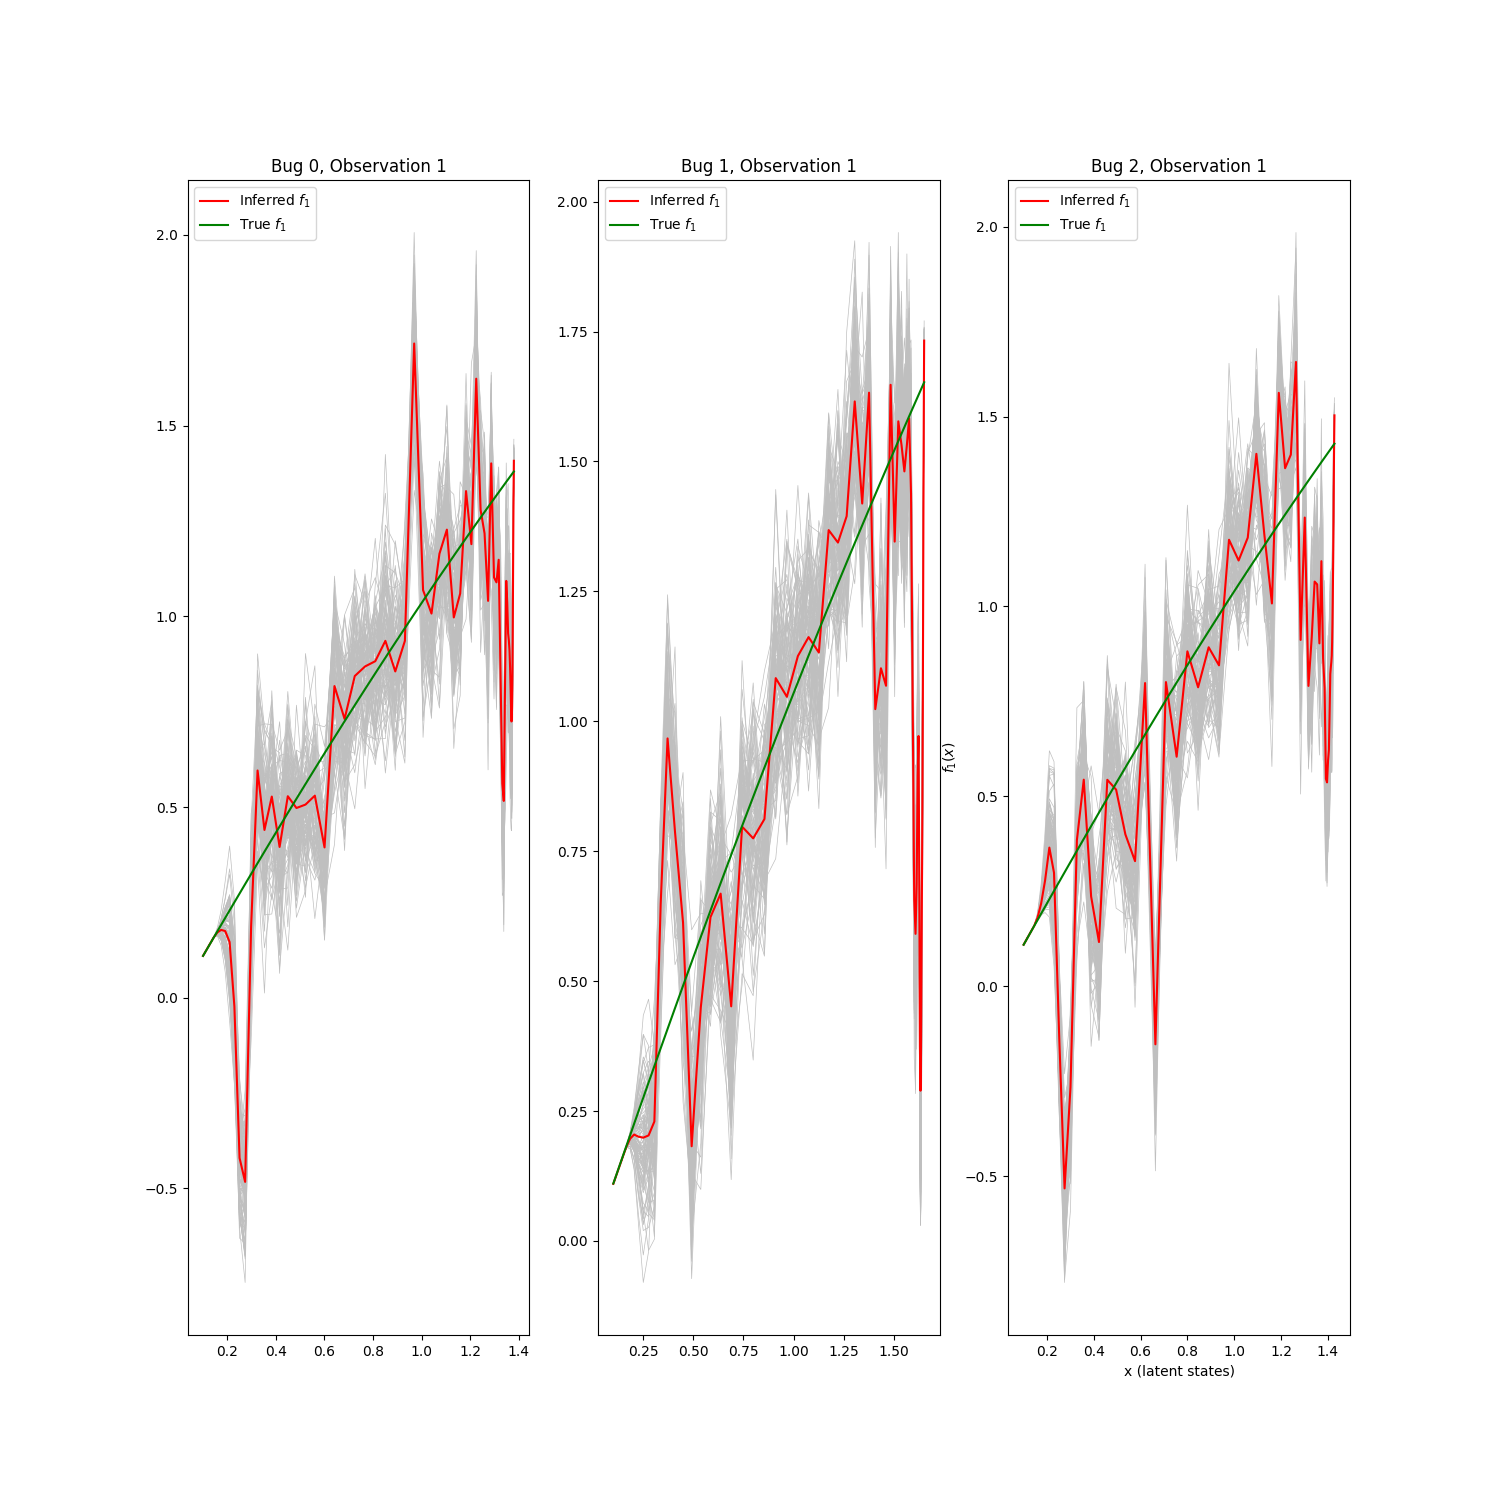 Bug 0, Observation 1
Inferred f₁
True f₁
2.0
1.5
1.0
0.5
0.0
−0.5
0.2 0.4 0.6 0.8 1.0 1.2 1.4
Bug 1, Observation 1
Inferred f₁
True f₁
2.00
1.75
1.50
1.25
1.00
0.75
0.50
0.25
0.00
0.25 0.50 0.75 1.00 1.25 1.50
Bug 2, Observation 1
Inferred f₁
True f₁
f₁(x)
2.0
1.5
1.0
0.5
0.0
−0.5
0.2 0.4 0.6 0.8 1.0 1.2 1.4
x (latent states)